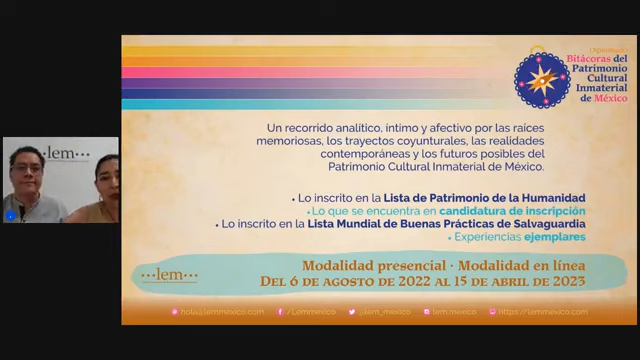 (Aprendiendo)
Bitácoras del
Patrimonio
Cultural
Inmaterial
de México
Un recorrido analítico, íntimo y afectivo por las raíces
memoriosas, los trayectos coyunturales, las realidades
contemporáneas y los futuros posibles del
Patrimonio Cultural Inmaterial de México.
• Lo inscrito en la Lista de Patrimonio de la Humanidad
• Lo que se encuentra en candidatura de inscripción
• Lo inscrito en la Lista Mundial de Buenas Prácticas de Salvaguardia
• Experiencias ejemplares
•••lem•••
•••lem•••
Modalidad presencial · Modalidad en línea
Del 6 de agosto de 2022 al 15 de abril de 2023
hola@lemmexico.com
/Lemmexico
@lem_mexico
lem.mexico
https://lemmexico.com